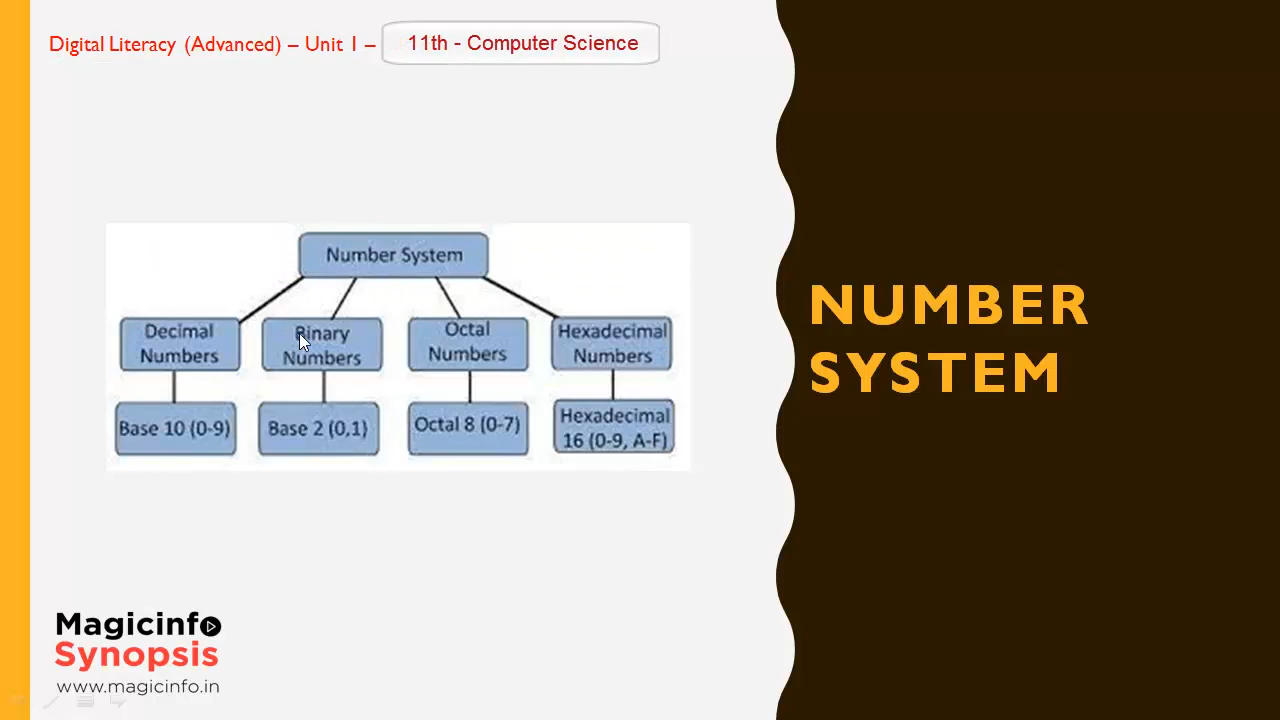 Digital Literacy (Advanced) – Unit 1 – 11th - Computer Science
Number System
Decimal
Numbers
Binary
Numbers
Octal
Numbers
Hexadecimal
Numbers
Base 10 (0-9)
Base 2 (0,1)
Octal 8 (0-7)
Hexadecimal
16 (0-9, A-F)
NUMBER
SYSTEM
Magicinfo
Synopsis
www.magicinfo.in